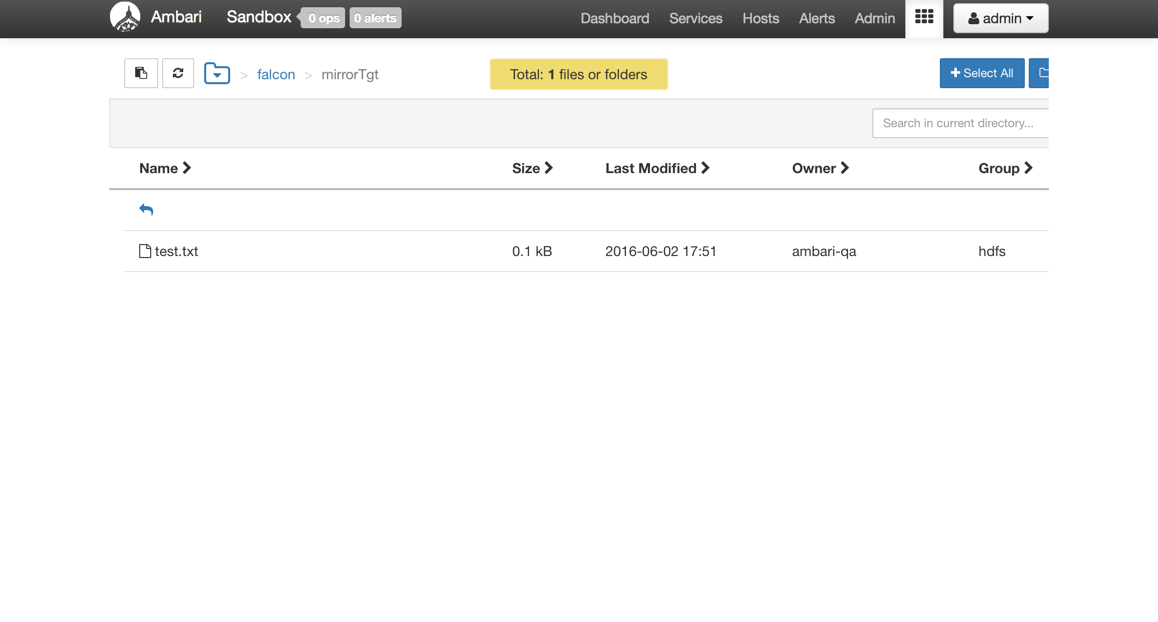 Ambari Sandbox 0 ops 0 alerts Dashboard Services Hosts Alerts Admin admin
> falcon > mirrorTgt Total: 1 files or folders Select All
Search in current directory...
Name Size Last Modified Owner Group
test.txt 0.1 kB 2016-06-02 17:51 ambari-qa hdfs